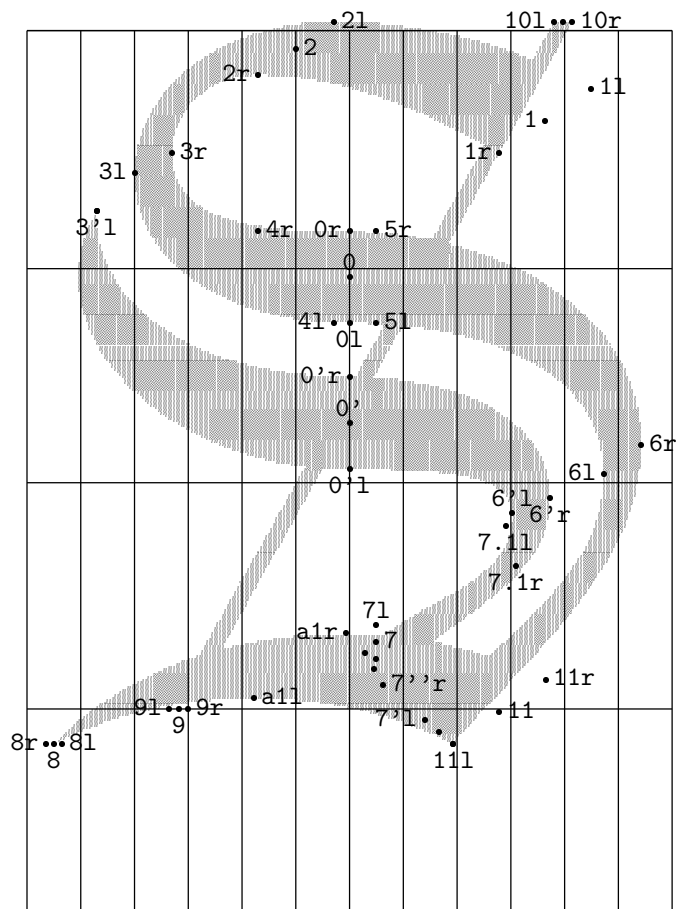 2l 10l 10r
2
2r 1l
1
3r 1r
3l
3'l 4r 0r 5r
0
4l 5l
0l
0'r
0'
6r
6l
0'l 6'l 6'r
7.1l
7.1r
7l
a1r 7
7''r 11r
9l 9r a1l 7'l 11
9
8r 8l
8 11l